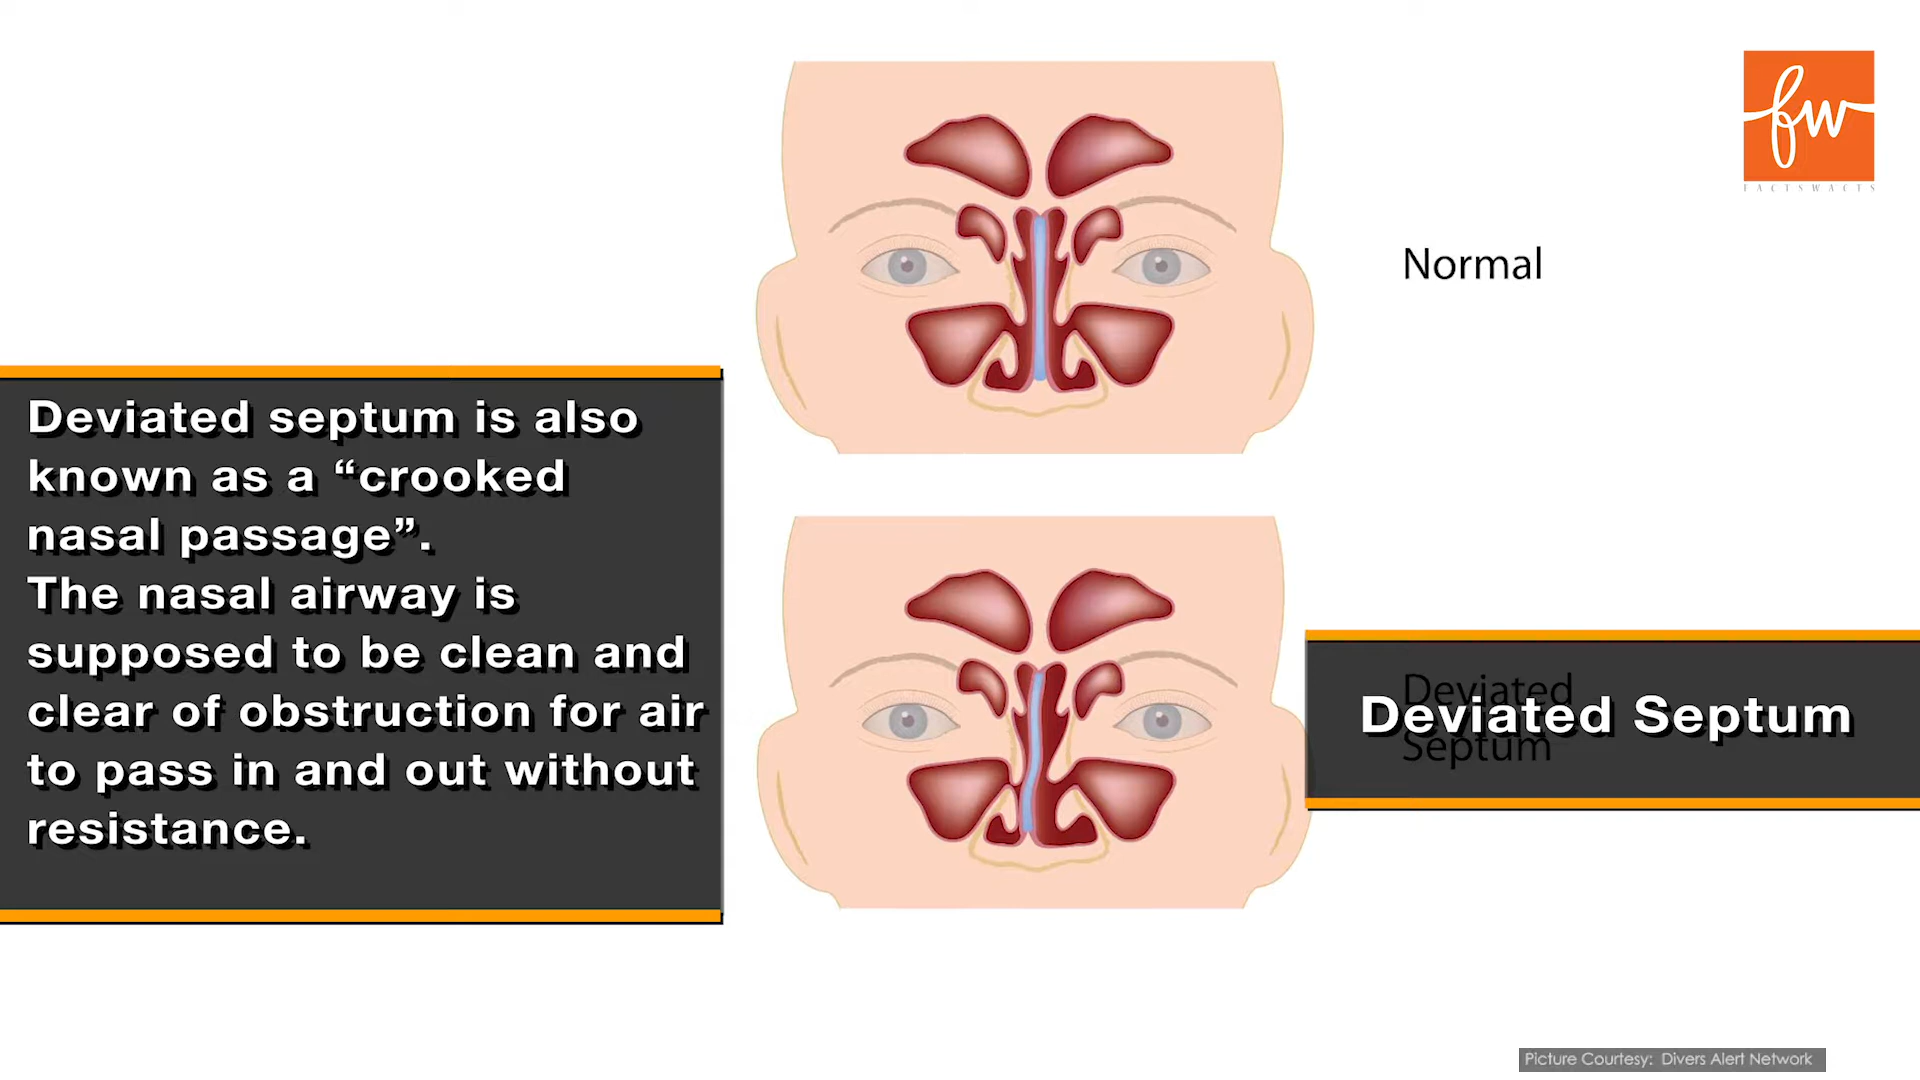 fw
FACTSWACTS
Normal
Deviated septum is also
known as a “crooked
nasal passage”.
The nasal airway is
supposed to be clean and
clear of obstruction for air
to pass in and out without
resistance.
Deviated
Septum
Deviated Septum
Picture Courtesy: Divers Alert Network